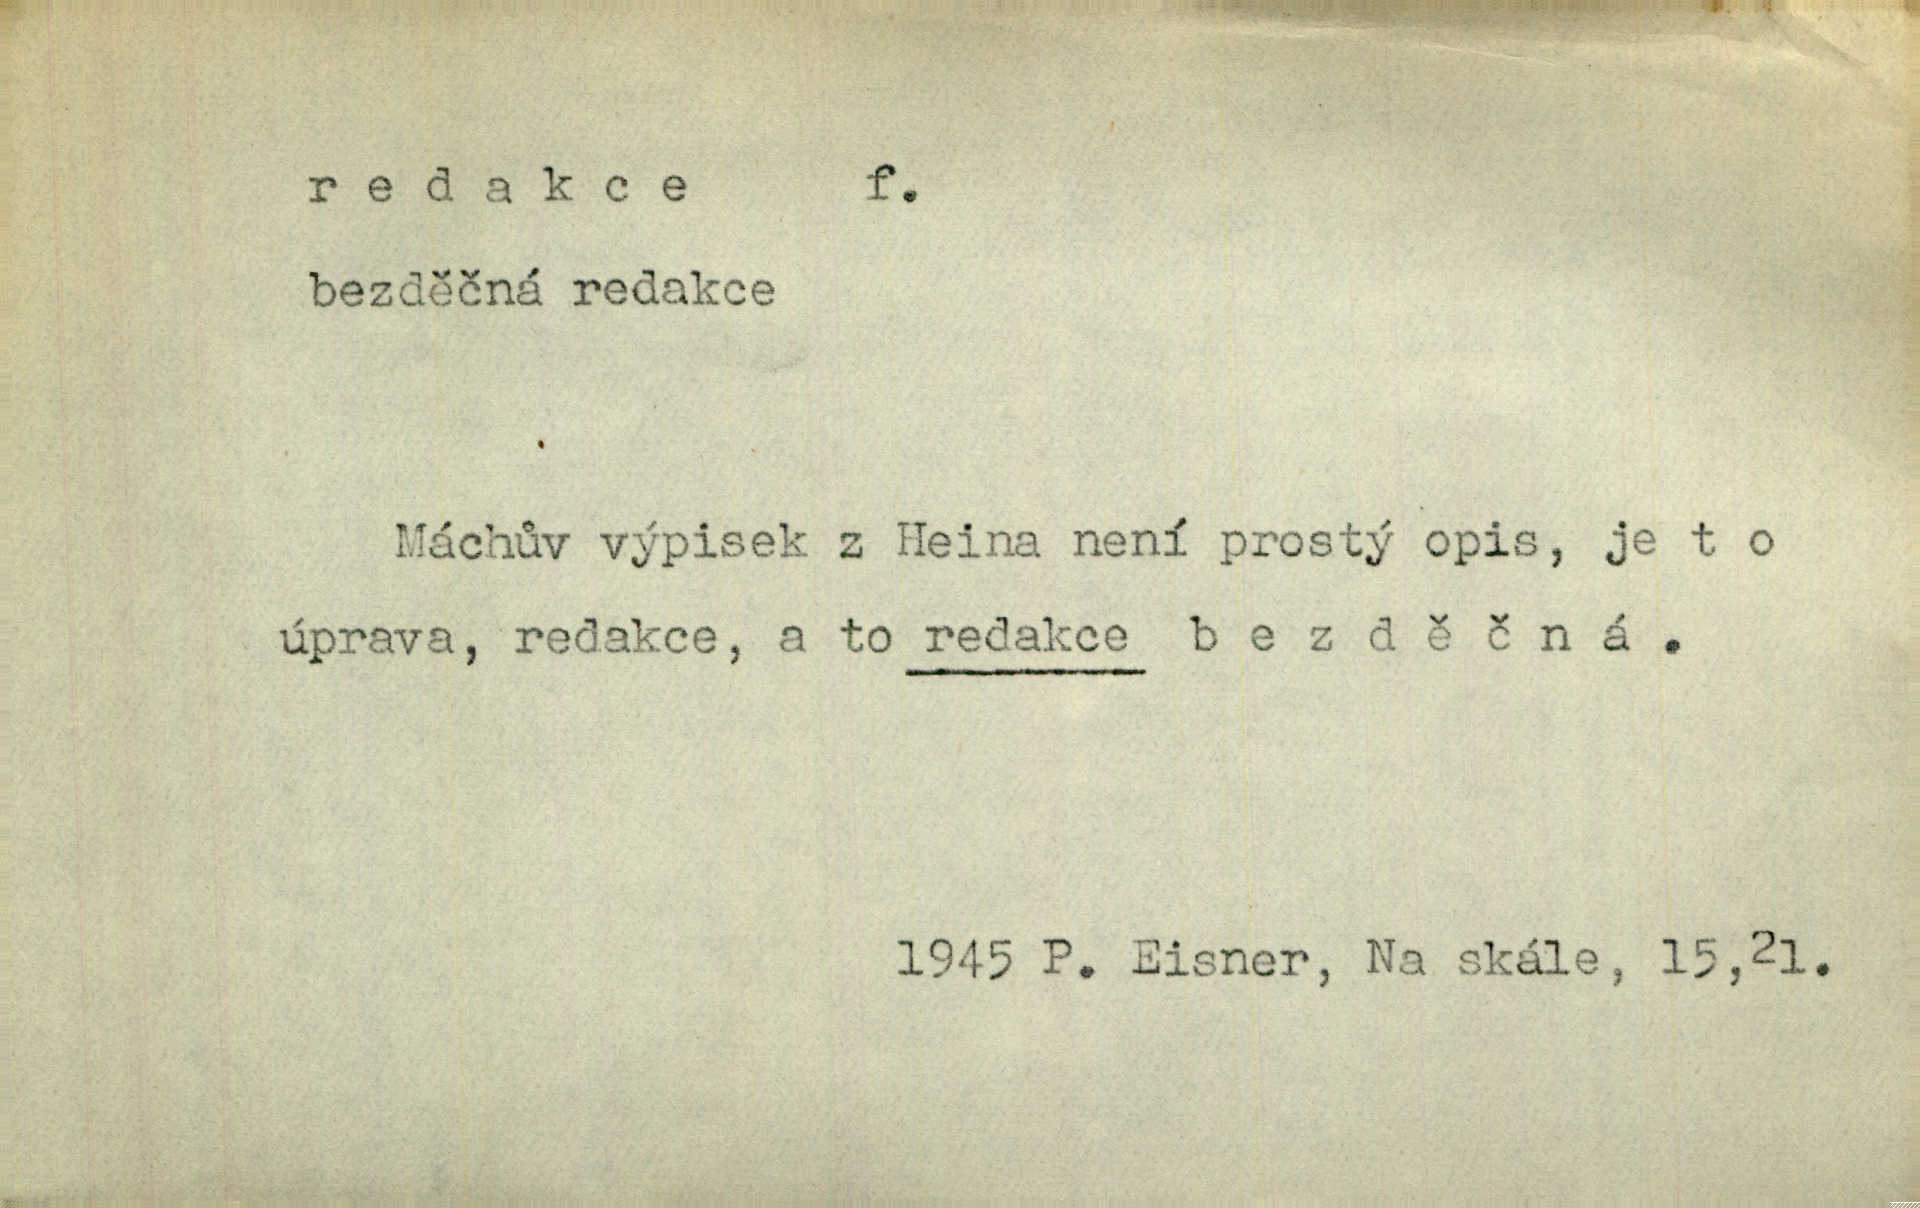 r e d a k c e f.
bezděčná redakce
Máchův výpisek z Heina není prostý opis, je t o
úprava, redakce, a to redakce b e z d ě č n á .
1945 P. Eisner, Na skále, 15,21.